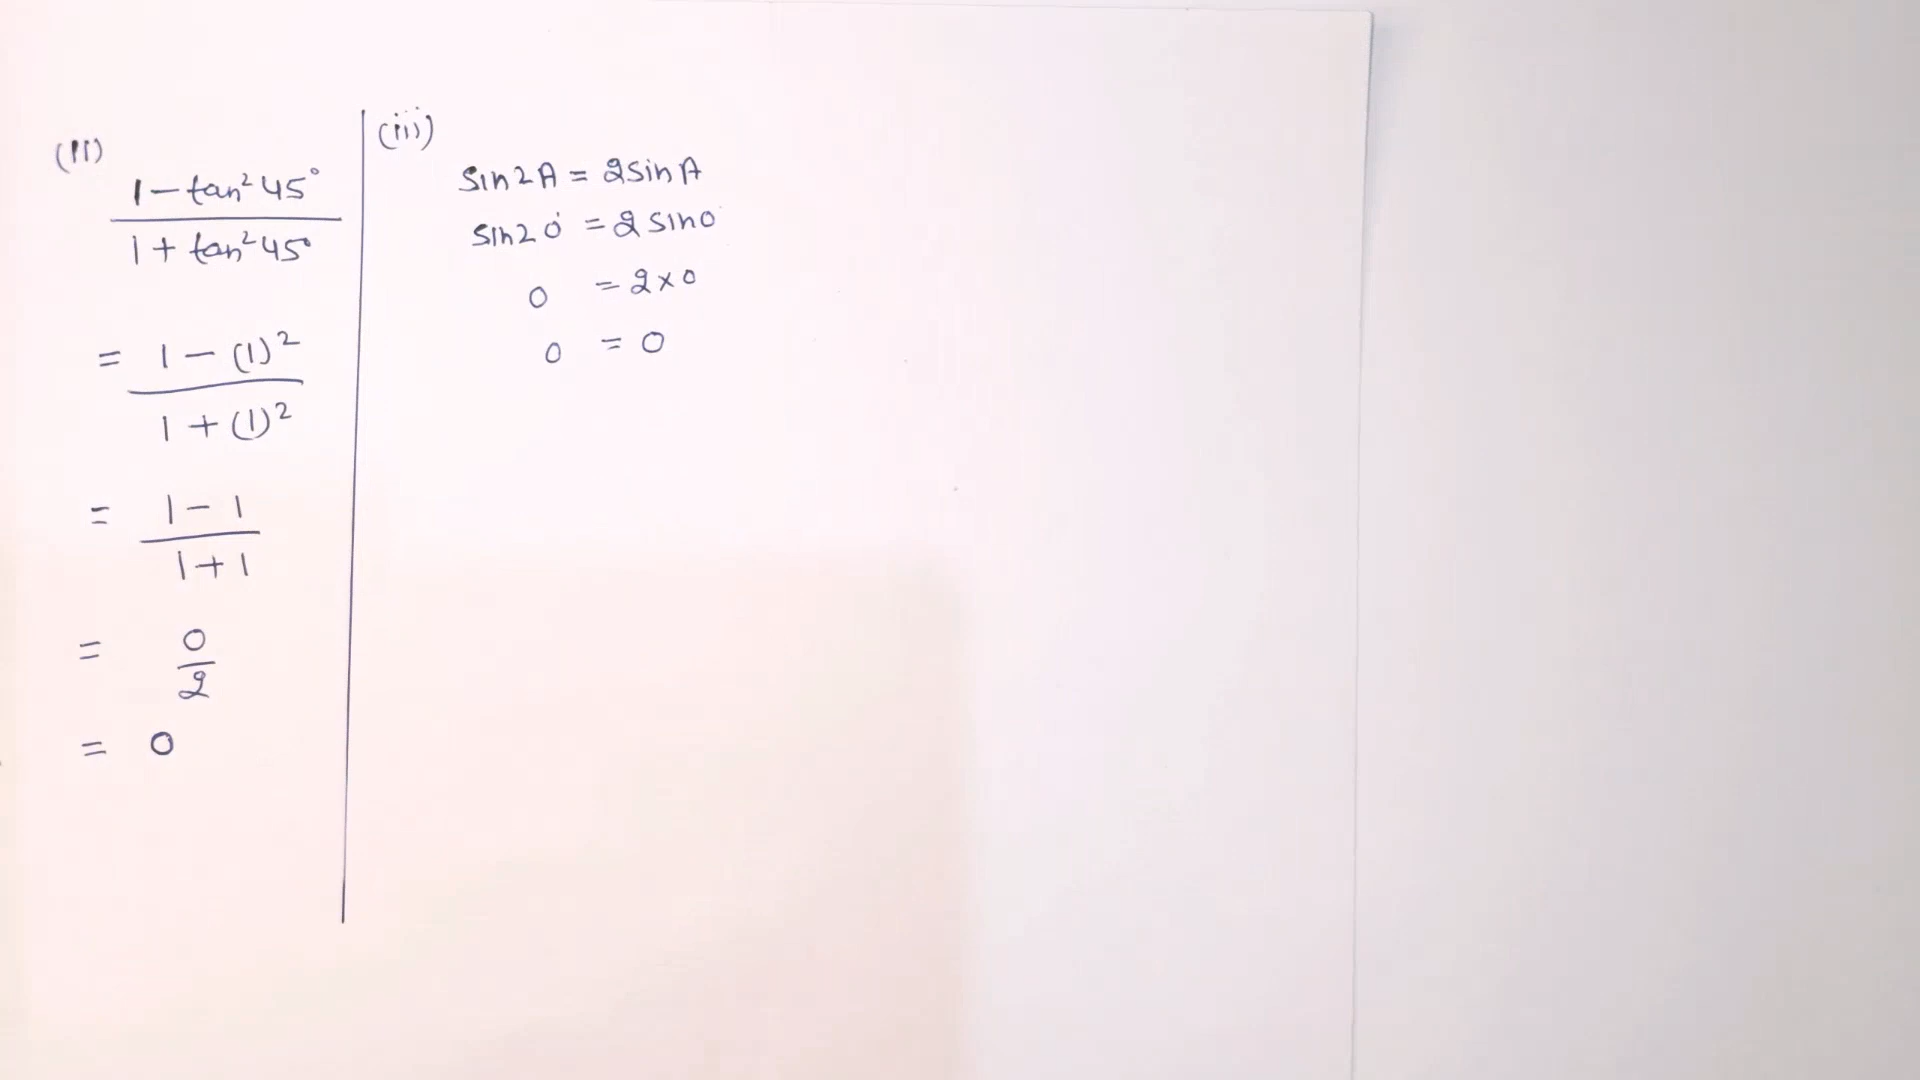 (ii)
1 - tan² 45°
1 + tan² 45°
= 1 - (1)²
1 + (1)²
= 1 - 1
1 + 1
= 0
2
= 0
(iii)
sin 2A = 2 sin A
sin 2 0° = 2 sin 0°
0 = 2 × 0
0 = 0